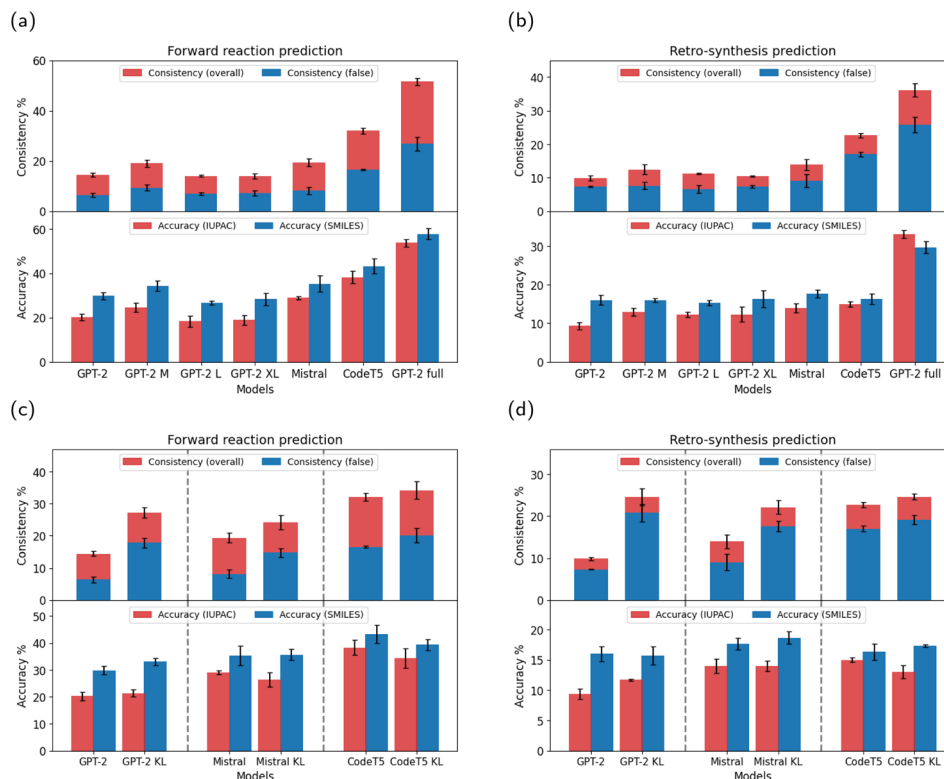 (a)
Forward reaction prediction
Consistency (overall) Consistency (false)
Consistency %
60
40
20
0
Accuracy (IUPAC) Accuracy (SMILES)
Accuracy %
60
40
20
0
GPT-2 GPT-2 M GPT-2 L GPT-2 XL Mistral CodeT5 GPT-2 full
Models
(b)
Retro-synthesis prediction
Consistency (overall) Consistency (false)
Consistency %
40
30
20
10
0
Accuracy (IUPAC) Accuracy (SMILES)
Accuracy %
30
20
10
0
GPT-2 GPT-2 M GPT-2 L GPT-2 XL Mistral CodeT5 GPT-2 full
Models
(c)
Forward reaction prediction
Consistency (overall) Consistency (false)
Consistency %
40
30
20
10
0
Accuracy (IUPAC) Accuracy (SMILES)
Accuracy %
50
40
30
20
10
0
GPT-2 GPT-2 KL Mistral Mistral KL CodeT5 CodeT5 KL
Models
(d)
Retro-synthesis prediction
Consistency (overall) Consistency (false)
Consistency %
30
20
10
0
Accuracy (IUPAC) Accuracy (SMILES)
Accuracy %
20
15
10
5
0
GPT-2 GPT-2 KL Mistral Mistral KL CodeT5 CodeT5 KL
Models